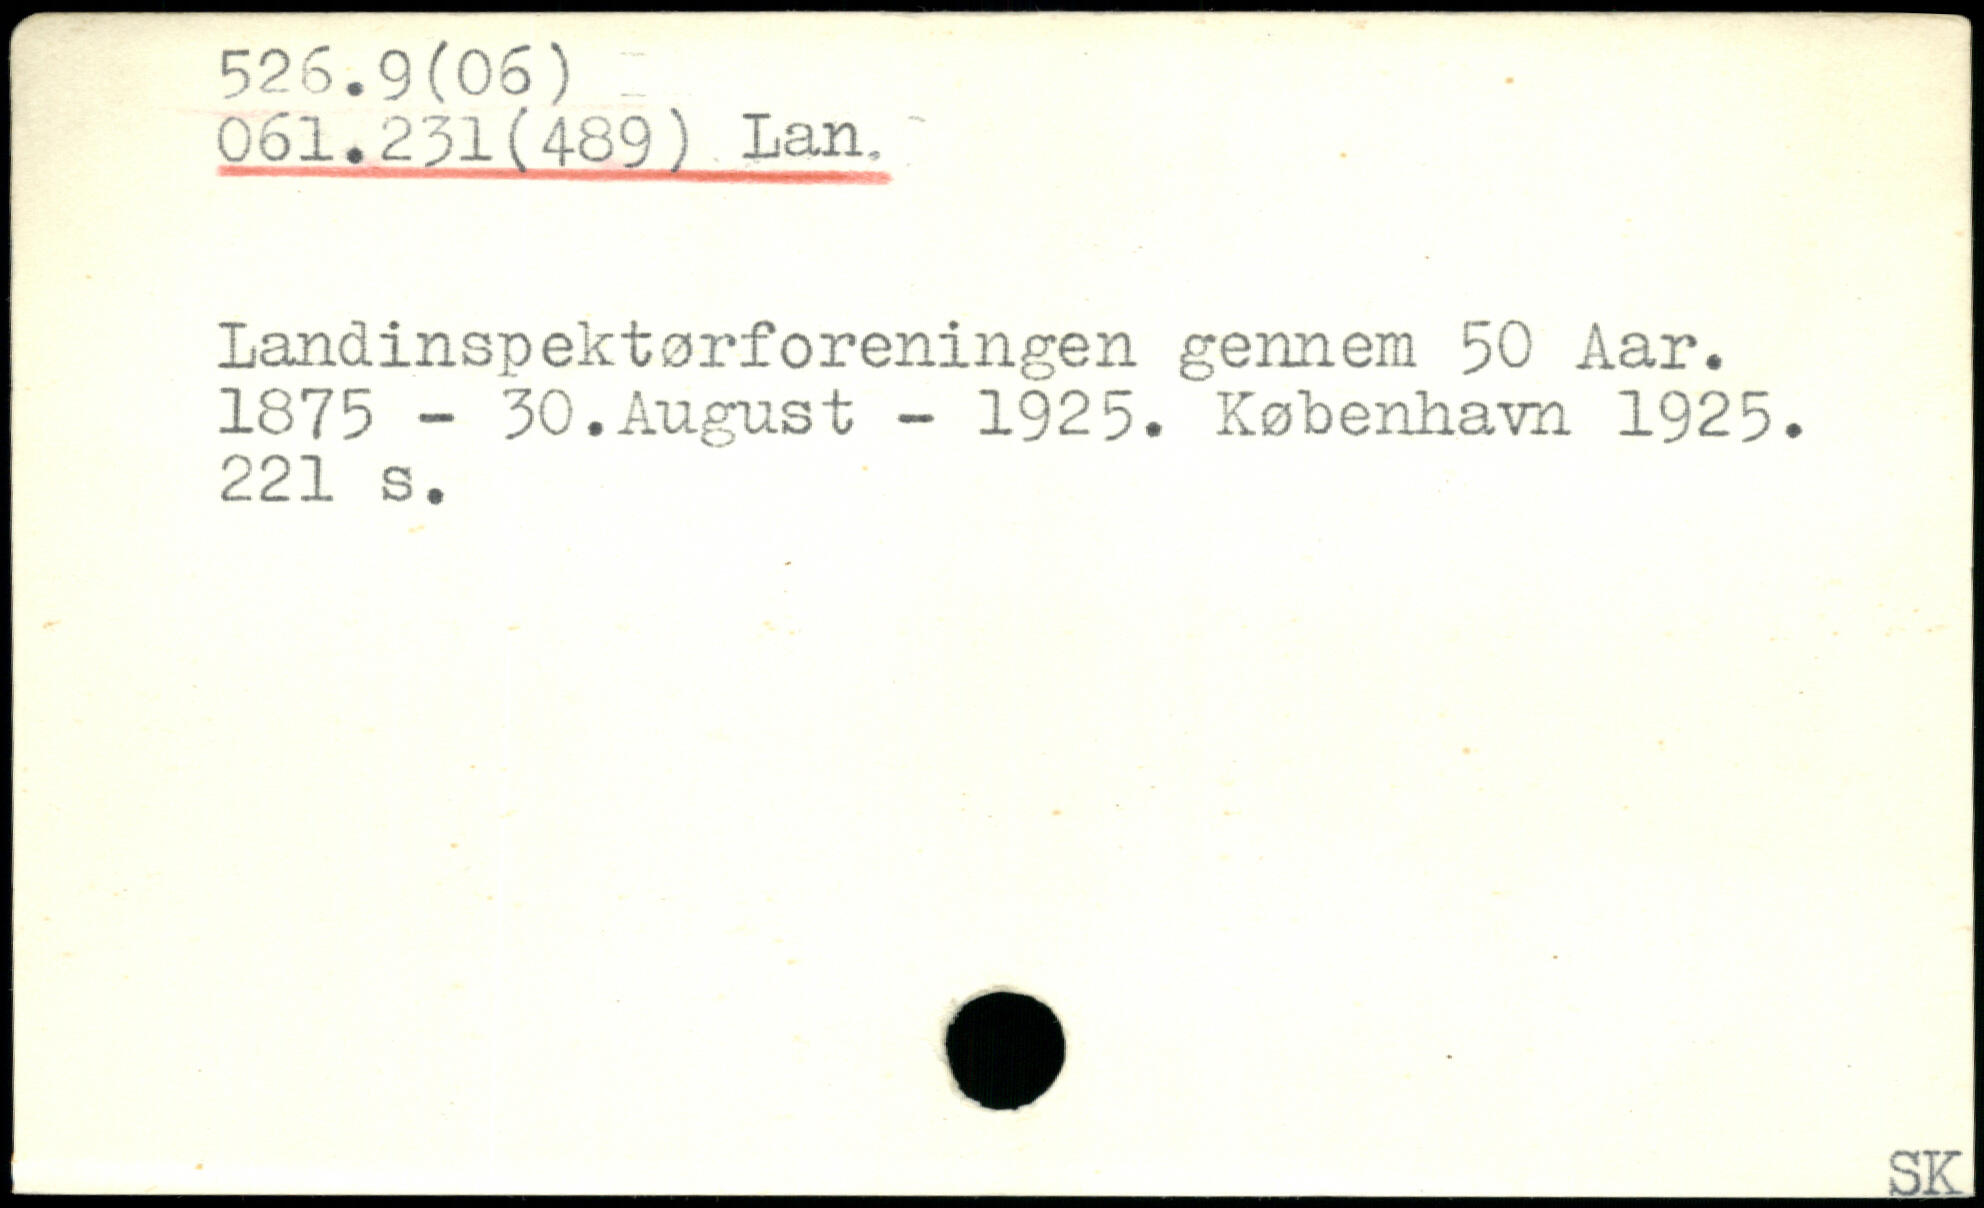 526.9(06)
061.231(489) Lan.
Landinspektørforeningen gennem 50 Aar.
1875 - 30.August - 1925. København 1925.
221 s.
SK